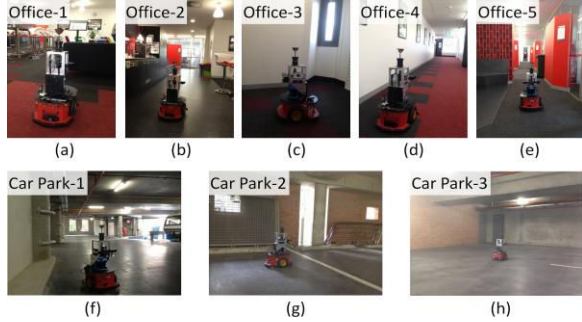 Office-1
Office-2
Office-3
Office-4
Office-5
(a)
(b)
(c)
(d)
(e)
Car Park-1
Car Park-2
Car Park-3
(f)
(g)
(h)